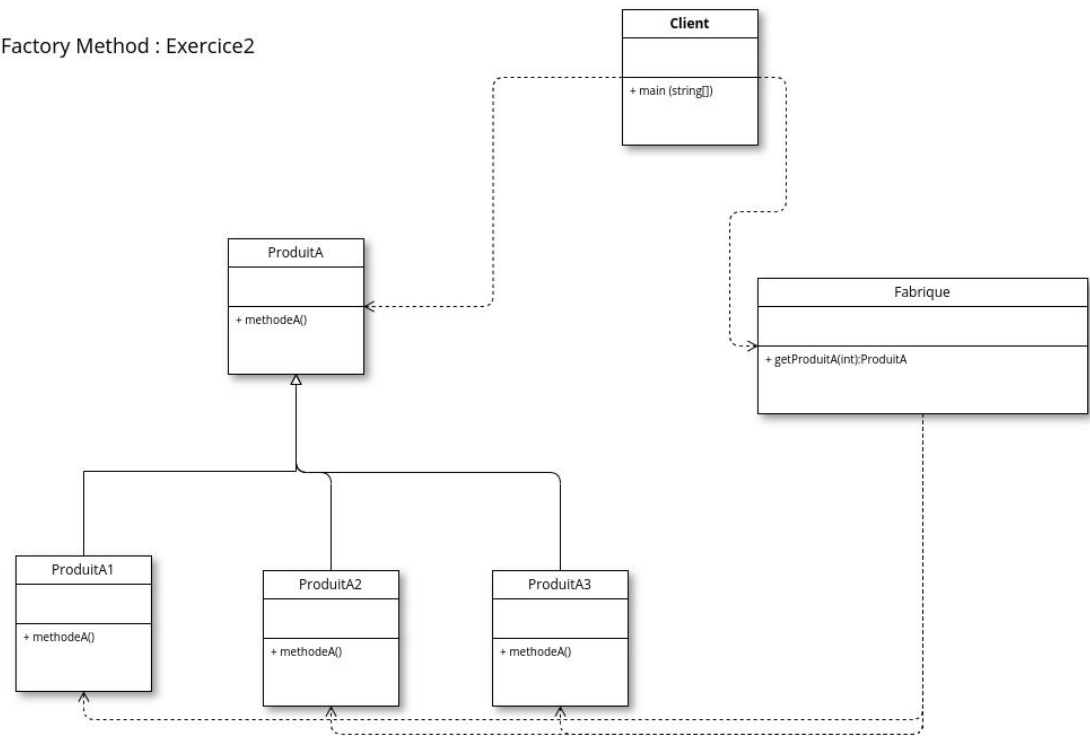 Client
Factory Method : Exercice2
+ main (string[])
ProduitA
+ methodeA()
Fabrique
+ getProduitA(int):ProduitA
ProduitA1
+ methodeA()
ProduitA2
+ methodeA()
ProduitA3
+ methodeA()